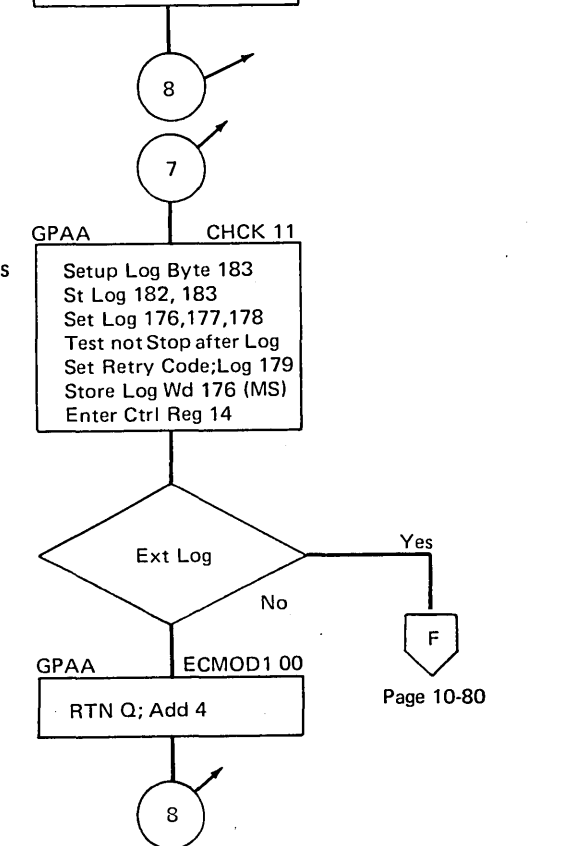 8
7
GPAA CHCK 11
s
Setup Log Byte 183
St Log 182, 183
Set Log 176,177,178
Test not Stop after Log
Set Retry Code;Log 179
Store Log Wd 176 (MS)
Enter Ctrl Reg 14
Ext Log
Yes
No
F
Page 10-80
GPAA ECMOD1 00
RTN Q; Add 4
8